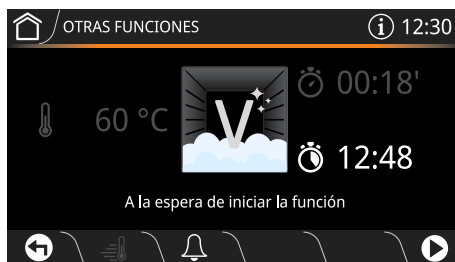 OTRAS FUNCIONES
i 12:30
00:18'
60 °C
V
12:48
A la espera de iniciar la función